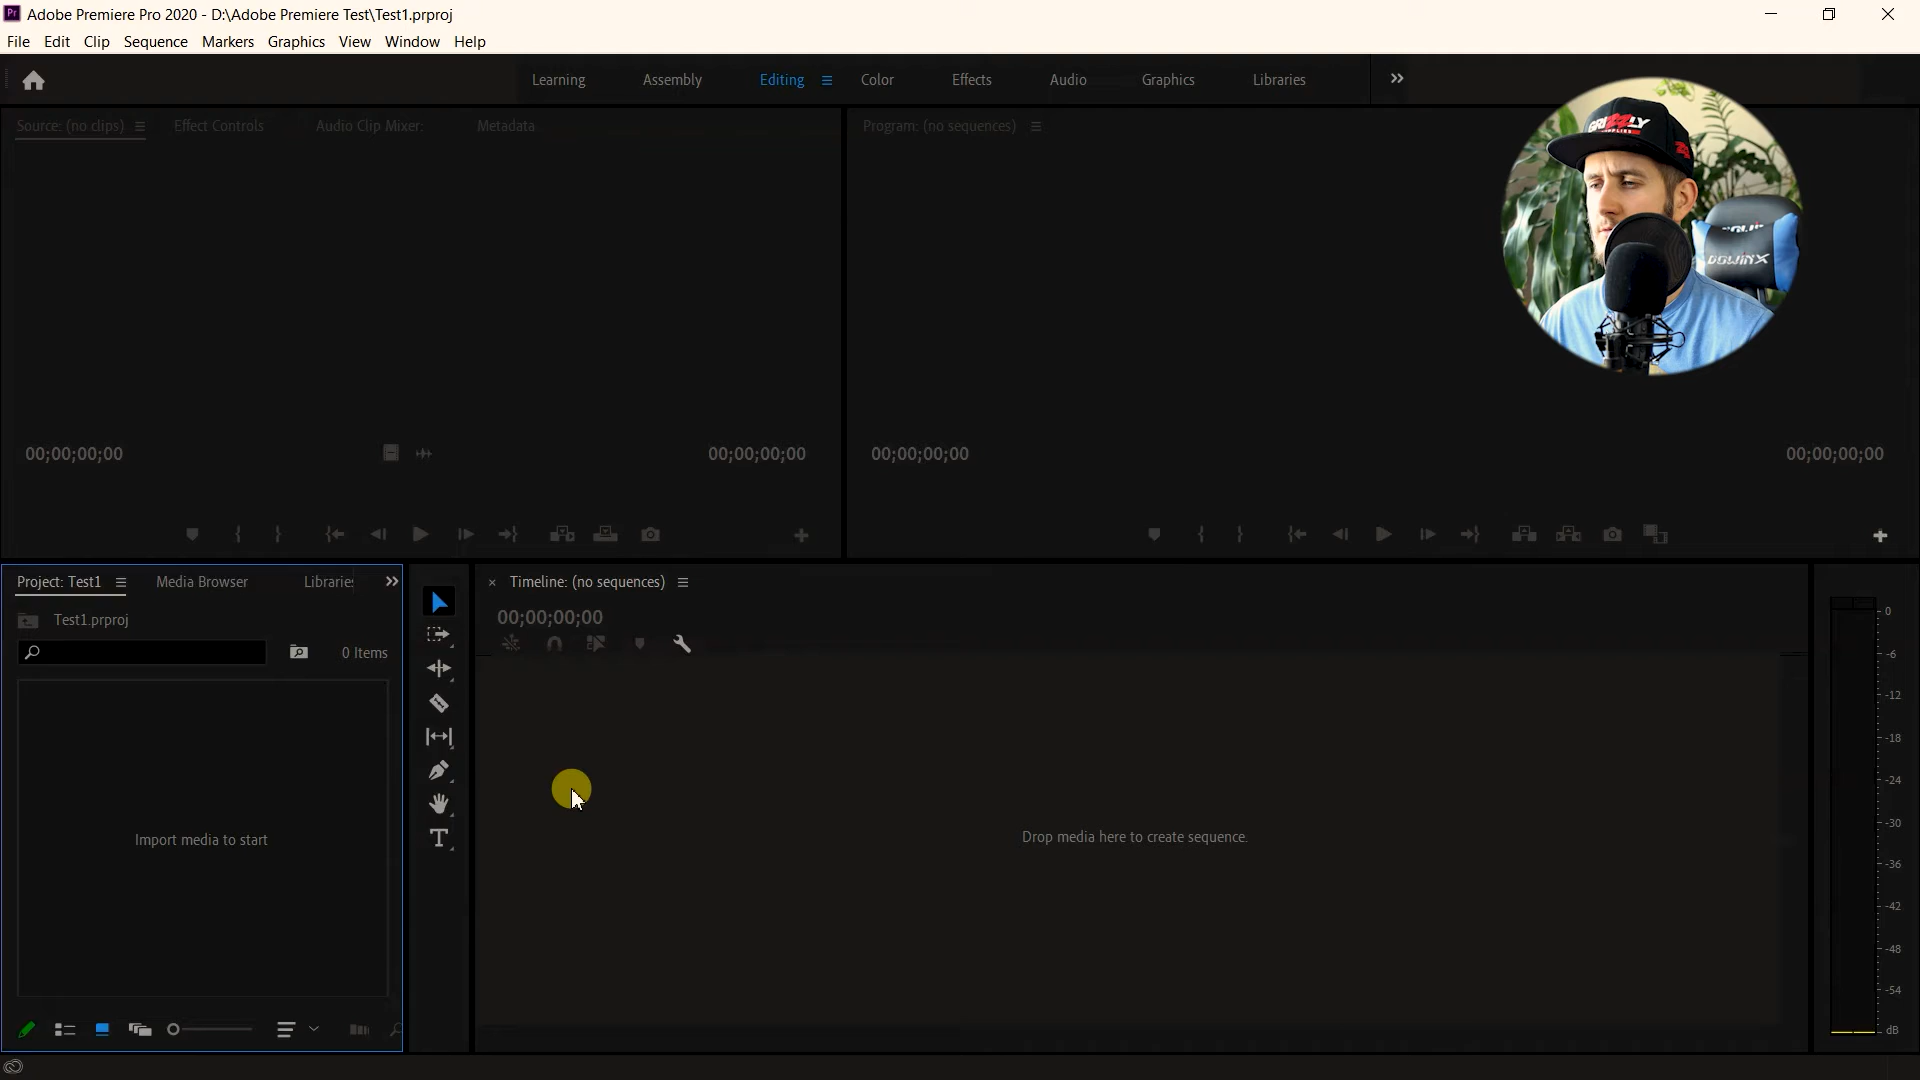 Pr Adobe Premiere Pro 2020 - D:\Adobe Premiere Test\Test1.prproj
File Edit Clip Sequence Markers Graphics View Window Help
Learning Assembly Editing Color Effects Audio Graphics Libraries
Source: (no clips) Effect Controls Audio Clip Mixer: Metadata
Program: (no sequences)
GRIZZLY
DOWINX
00;00;00;00 00;00;00;00
00;00;00;00 00;00;00;00
Project: Test1 Media Browser Libraries
Test1.prproj
0 Items
Import media to start
T
Timeline: (no sequences)
00;00;00;00
Drop media here to create sequence.
0
-6
-12
-18
-24
-30
-36
-42
-48
-54
dB